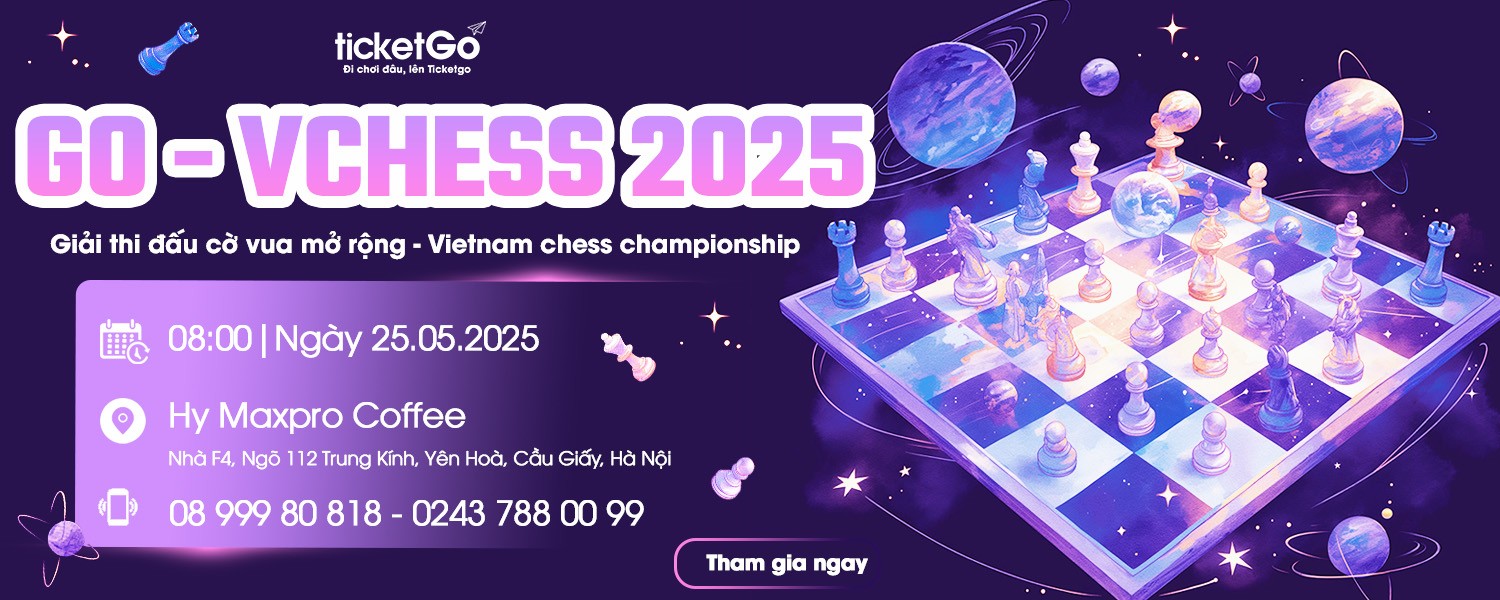 ticketGo
Đi chơi đâu, lên Ticketgo
GO - VCHESS 2025
Giải thi đấu cờ vua mở rộng - Vietnam chess championship
08:00 | Ngày 25.05.2025
Hy Maxpro Coffee
Nhà F4, Ngõ 112 Trung Kính, Yên Hoà, Cầu Giấy, Hà Nội
08 999 80 818 - 0243 788 00 99
Tham gia ngay